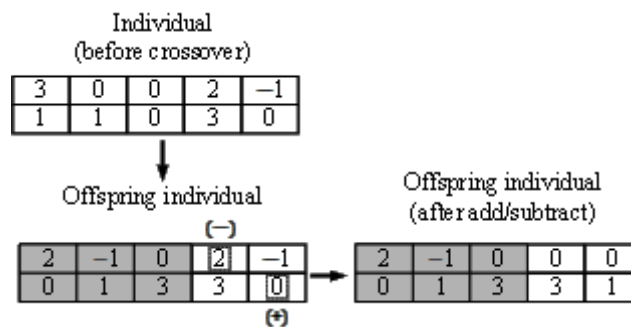 Individual
(before crossover)
3 0 0 2 −1
1 1 0 3 0
Offspring individual
(−)
2 −1 0 2 −1
0 1 3 3 0
(+)
Offspring individual
(after add/subtract)
2 −1 0 0 0
0 1 3 3 1